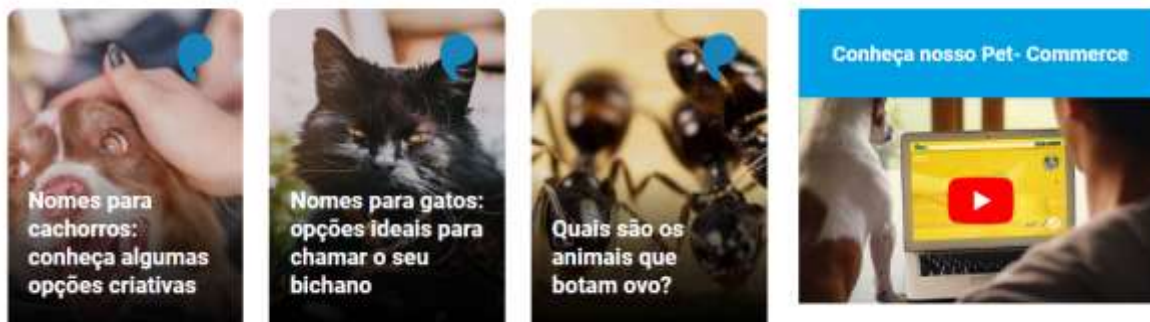 Nomes para
cachorros:
conheça algumas
opções criativas
Nomes para gatos:
opções ideais para
chamar o seu
bichano
Quais são os
animais que
botam ovo?
Conheça nosso Pet- Commerce